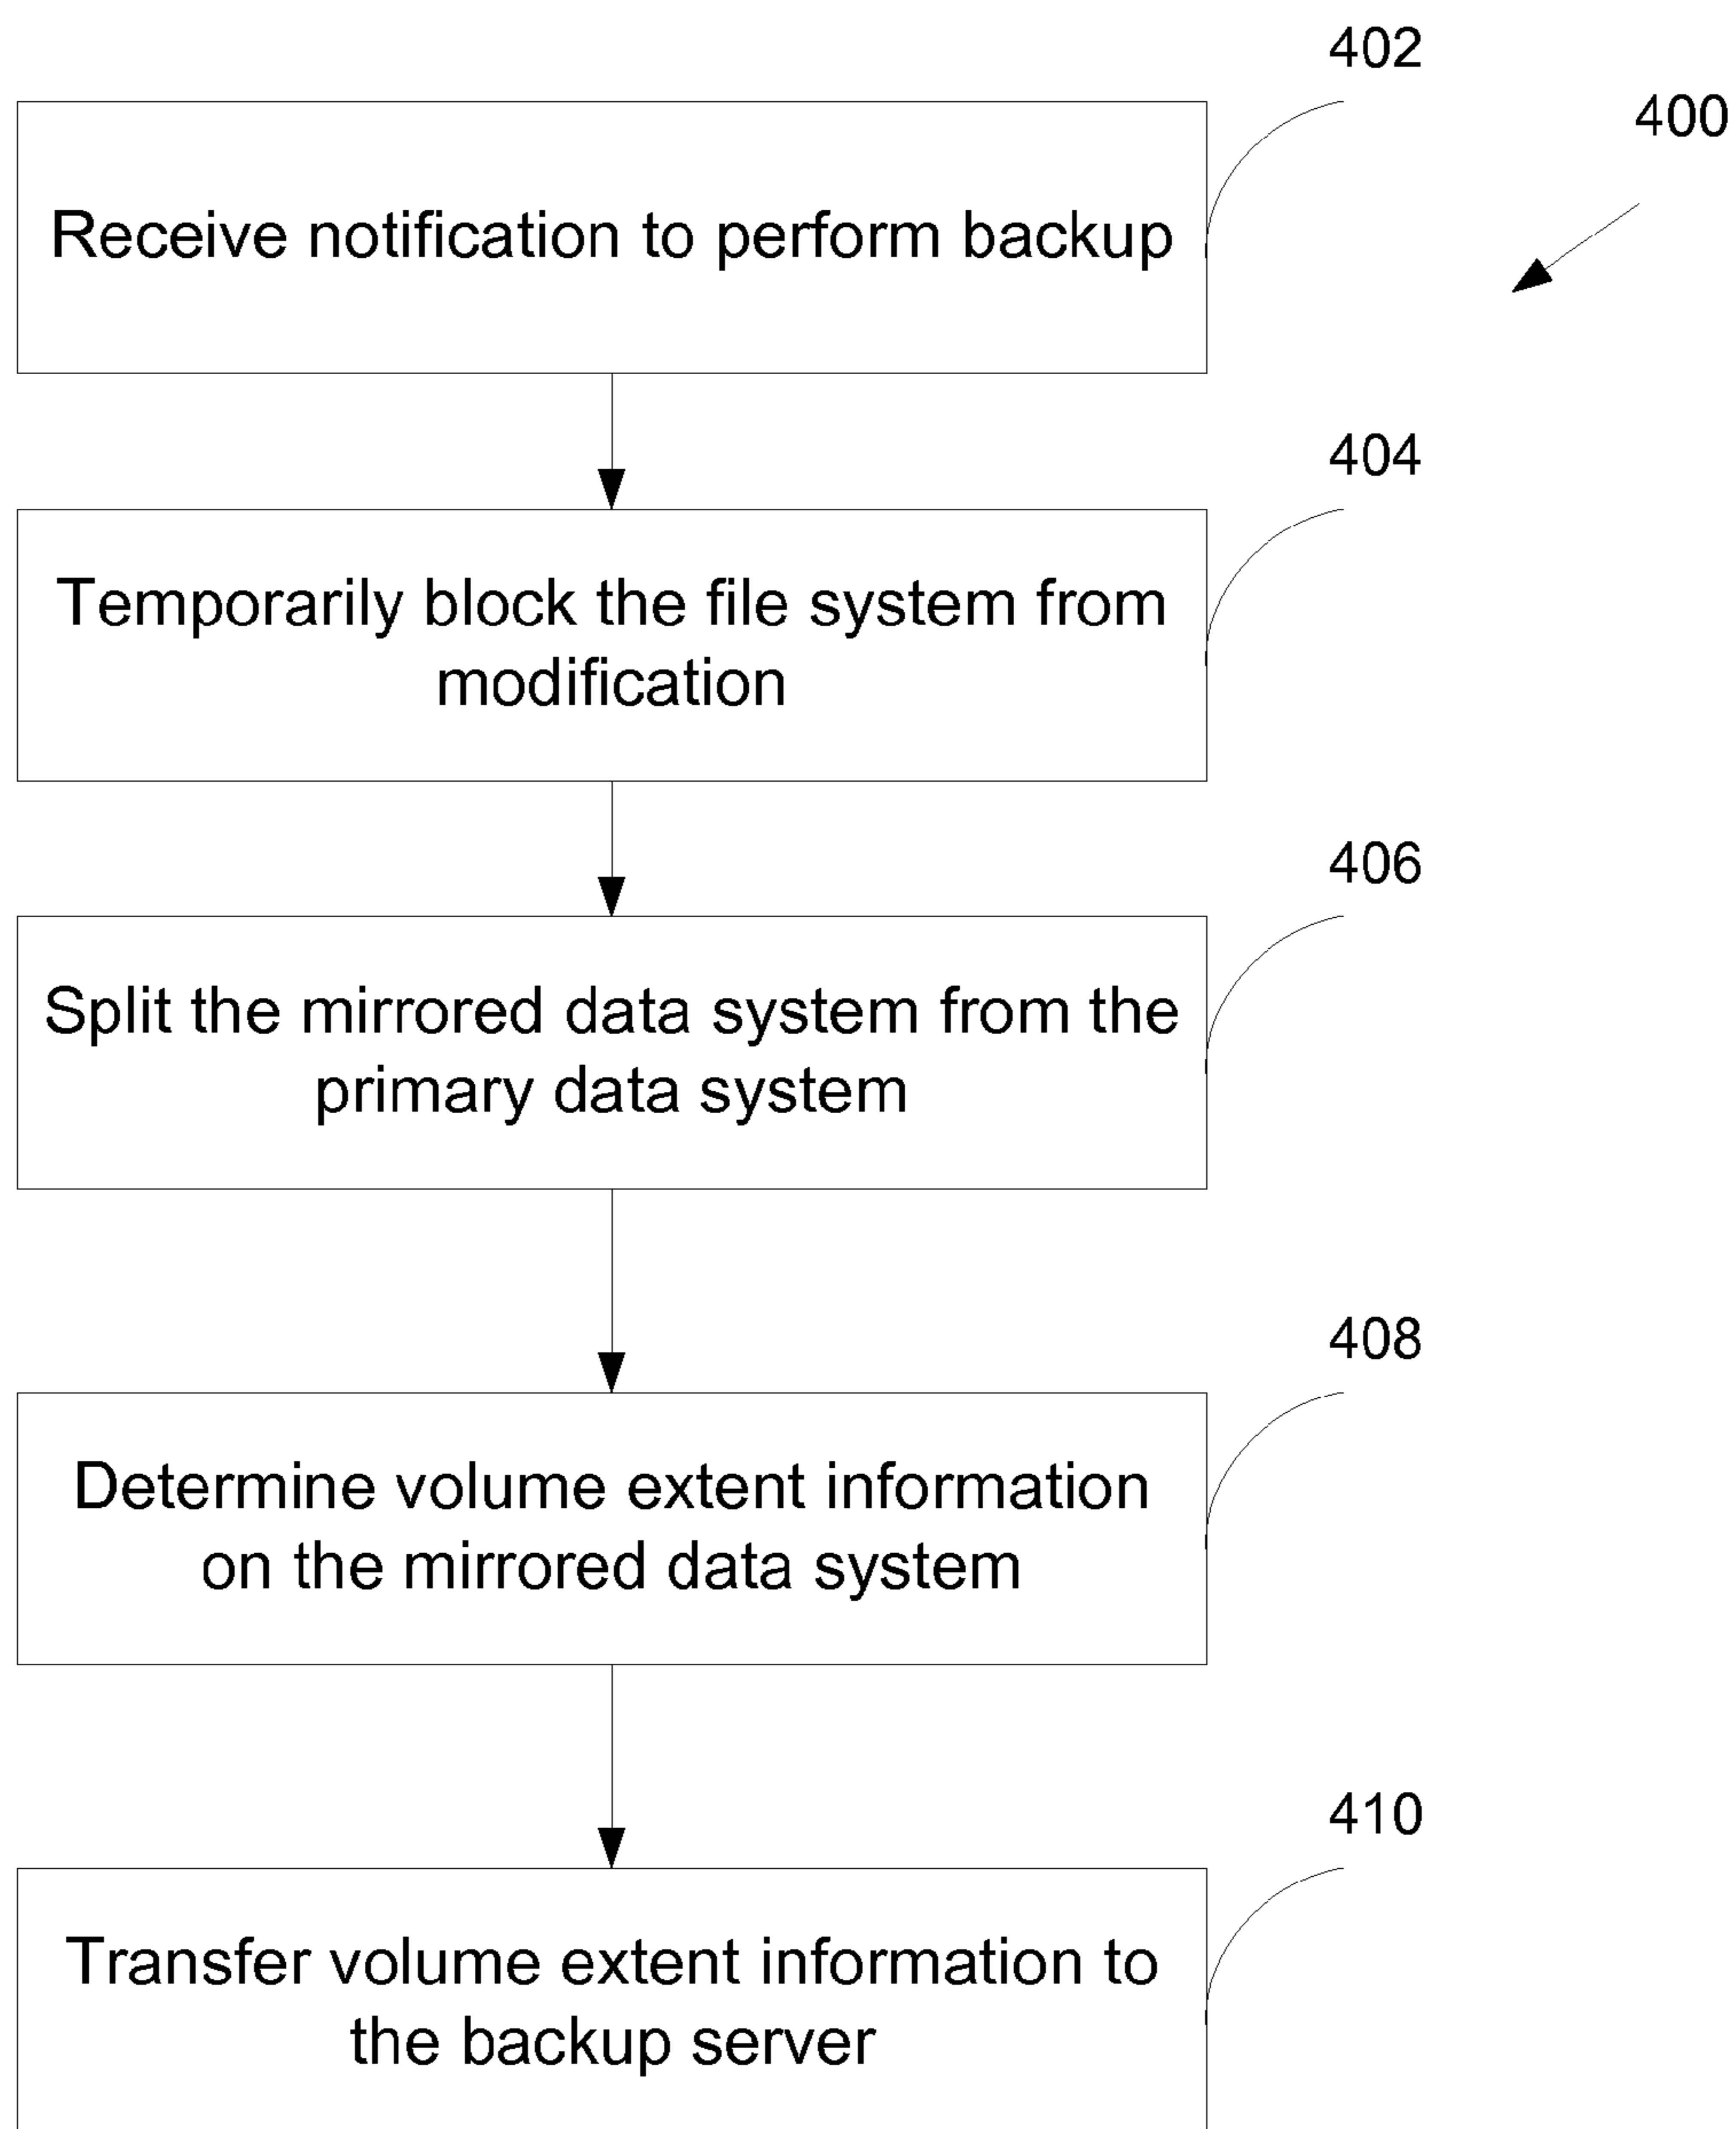 402
400
Receive notification to perform backup
404
Temporarily block the file system from
modification
406
Split the mirrored data system from the
primary data system
408
Determine volume extent information
on the mirrored data system
410
Transfer volume extent information to
the backup server